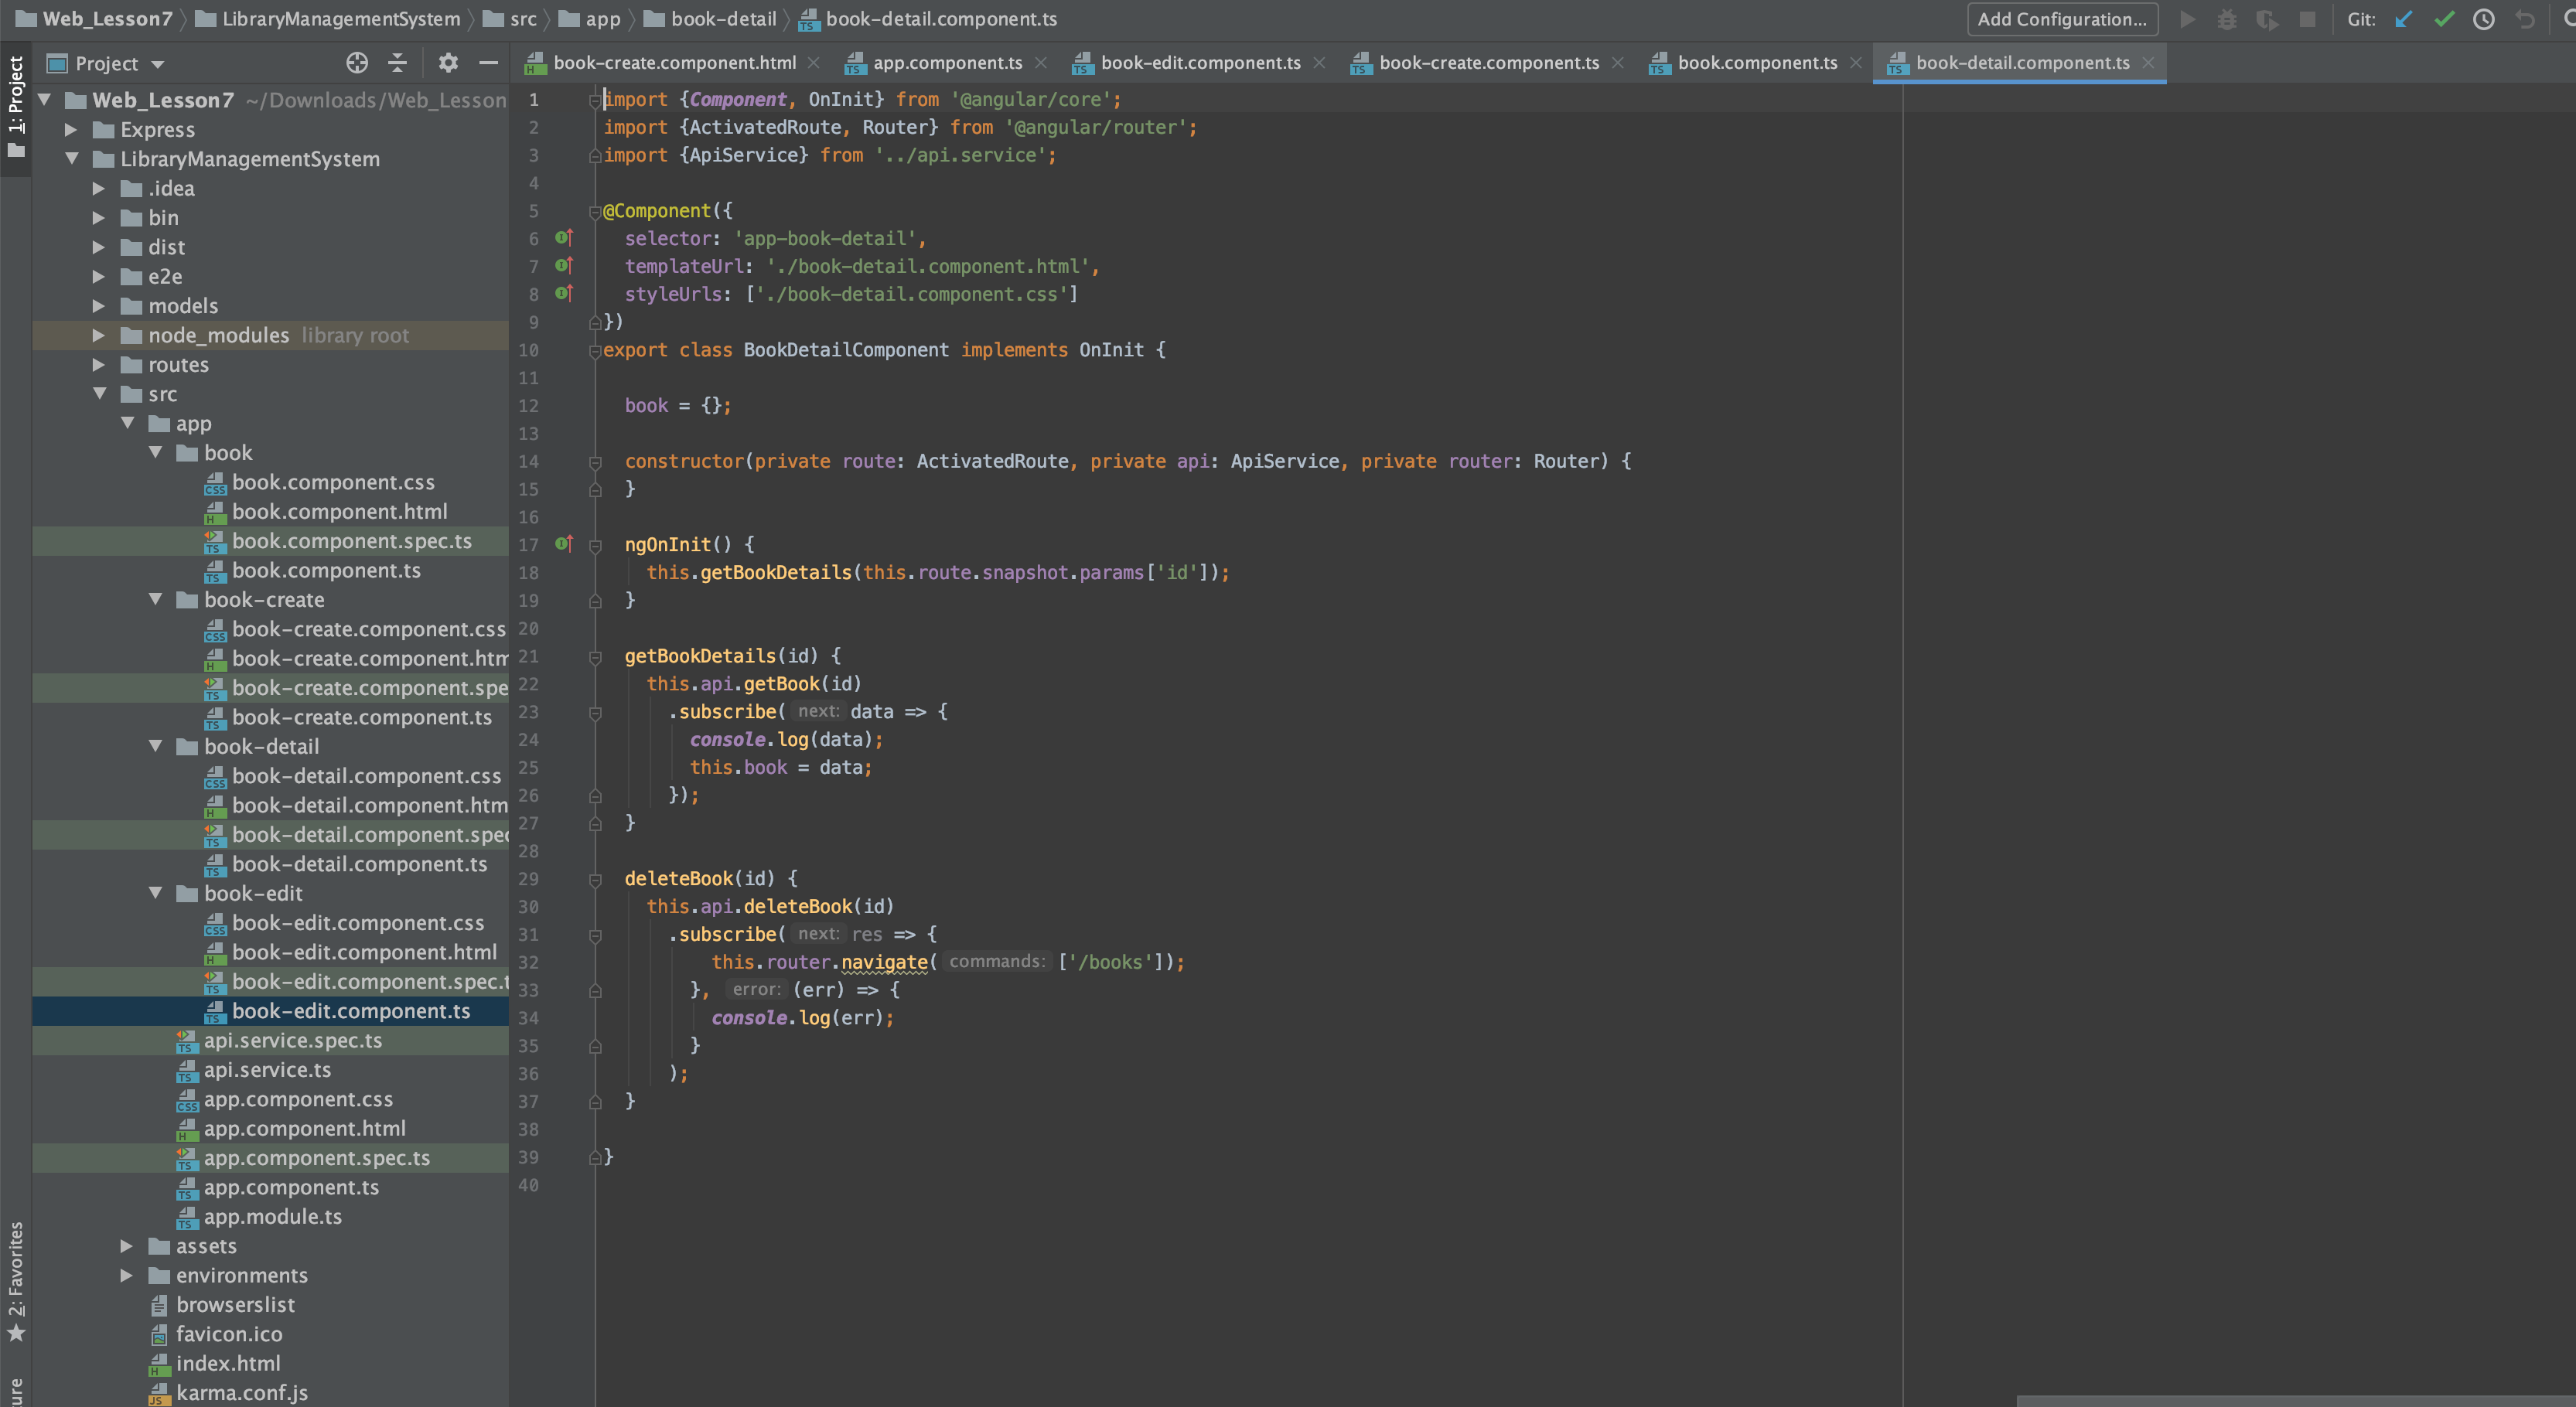 Web_Lesson7 LibraryManagementSystem src app book-detail book-detail.component.ts Add Configuration... Git:
1: Project
2: Favorites
Project
book-create.component.html app.component.ts book-edit.component.ts book-create.component.ts book.component.ts book-detail.component.ts
Web_Lesson7 ~/Downloads/Web_Lesson
Express
LibraryManagementSystem
.idea
bin
dist
e2e
models
node_modules library root
routes
src
app
book
book.component.css
book.component.html
book.component.spec.ts
book.component.ts
book-create
book-create.component.css
book-create.component.htm
book-create.component.spe
book-create.component.ts
book-detail
book-detail.component.css
book-detail.component.htm
book-detail.component.spec
book-detail.component.ts
book-edit
book-edit.component.css
book-edit.component.html
book-edit.component.spec.t
book-edit.component.ts
api.service.spec.ts
api.service.ts
app.component.css
app.component.html
app.component.spec.ts
app.component.ts
app.module.ts
assets
environments
browserslist
favicon.ico
index.html
karma.conf.js
1 import {Component, OnInit} from '@angular/core';
2 import {ActivatedRoute, Router} from '@angular/router';
3 import {ApiService} from '../api.service';
4
5 @Component({
6 selector: 'app-book-detail',
7 templateUrl: './book-detail.component.html',
8 styleUrls: ['./book-detail.component.css']
9 })
10 export class BookDetailComponent implements OnInit {
11
12 book = {};
13
14 constructor(private route: ActivatedRoute, private api: ApiService, private router: Router) {
15 }
16
17 ngOnInit() {
18 this.getBookDetails(this.route.snapshot.params['id']);
19 }
20
21 getBookDetails(id) {
22 this.api.getBook(id)
23 .subscribe( next: data => {
24 console.log(data);
25 this.book = data;
26 });
27 }
28
29 deleteBook(id) {
30 this.api.deleteBook(id)
31 .subscribe( next: res => {
32 this.router.navigate( commands: ['/books']);
33 }, error: (err) => {
34 console.log(err);
35 }
36 );
37 }
38
39 }
40